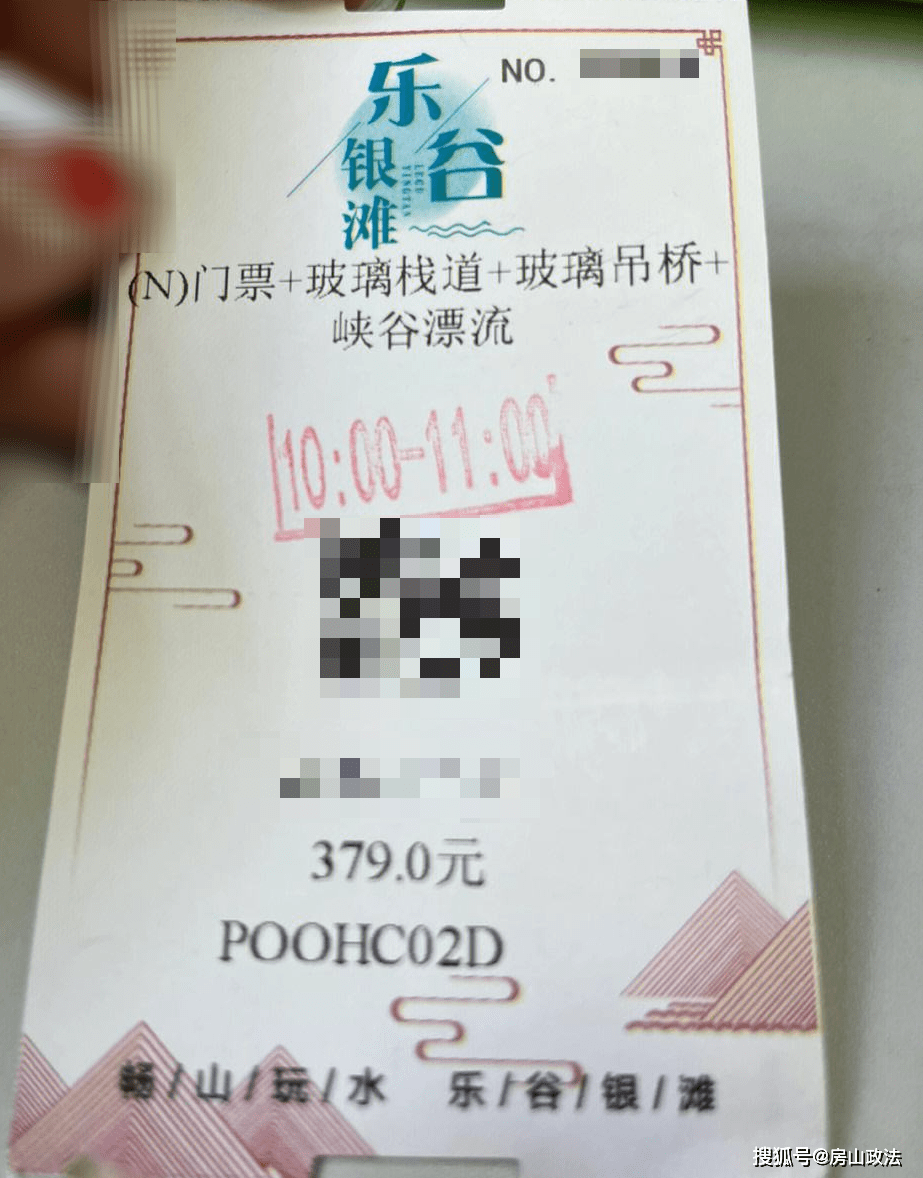 乐谷
银滩
LEGU
YINGTAN
NO.
(N)门票+玻璃栈道+玻璃吊桥+
峡谷漂流
10:00-11:00
379.0元
POOHC02D
畅/山/玩/水 乐/谷/银/滩
搜狐号@房山政法